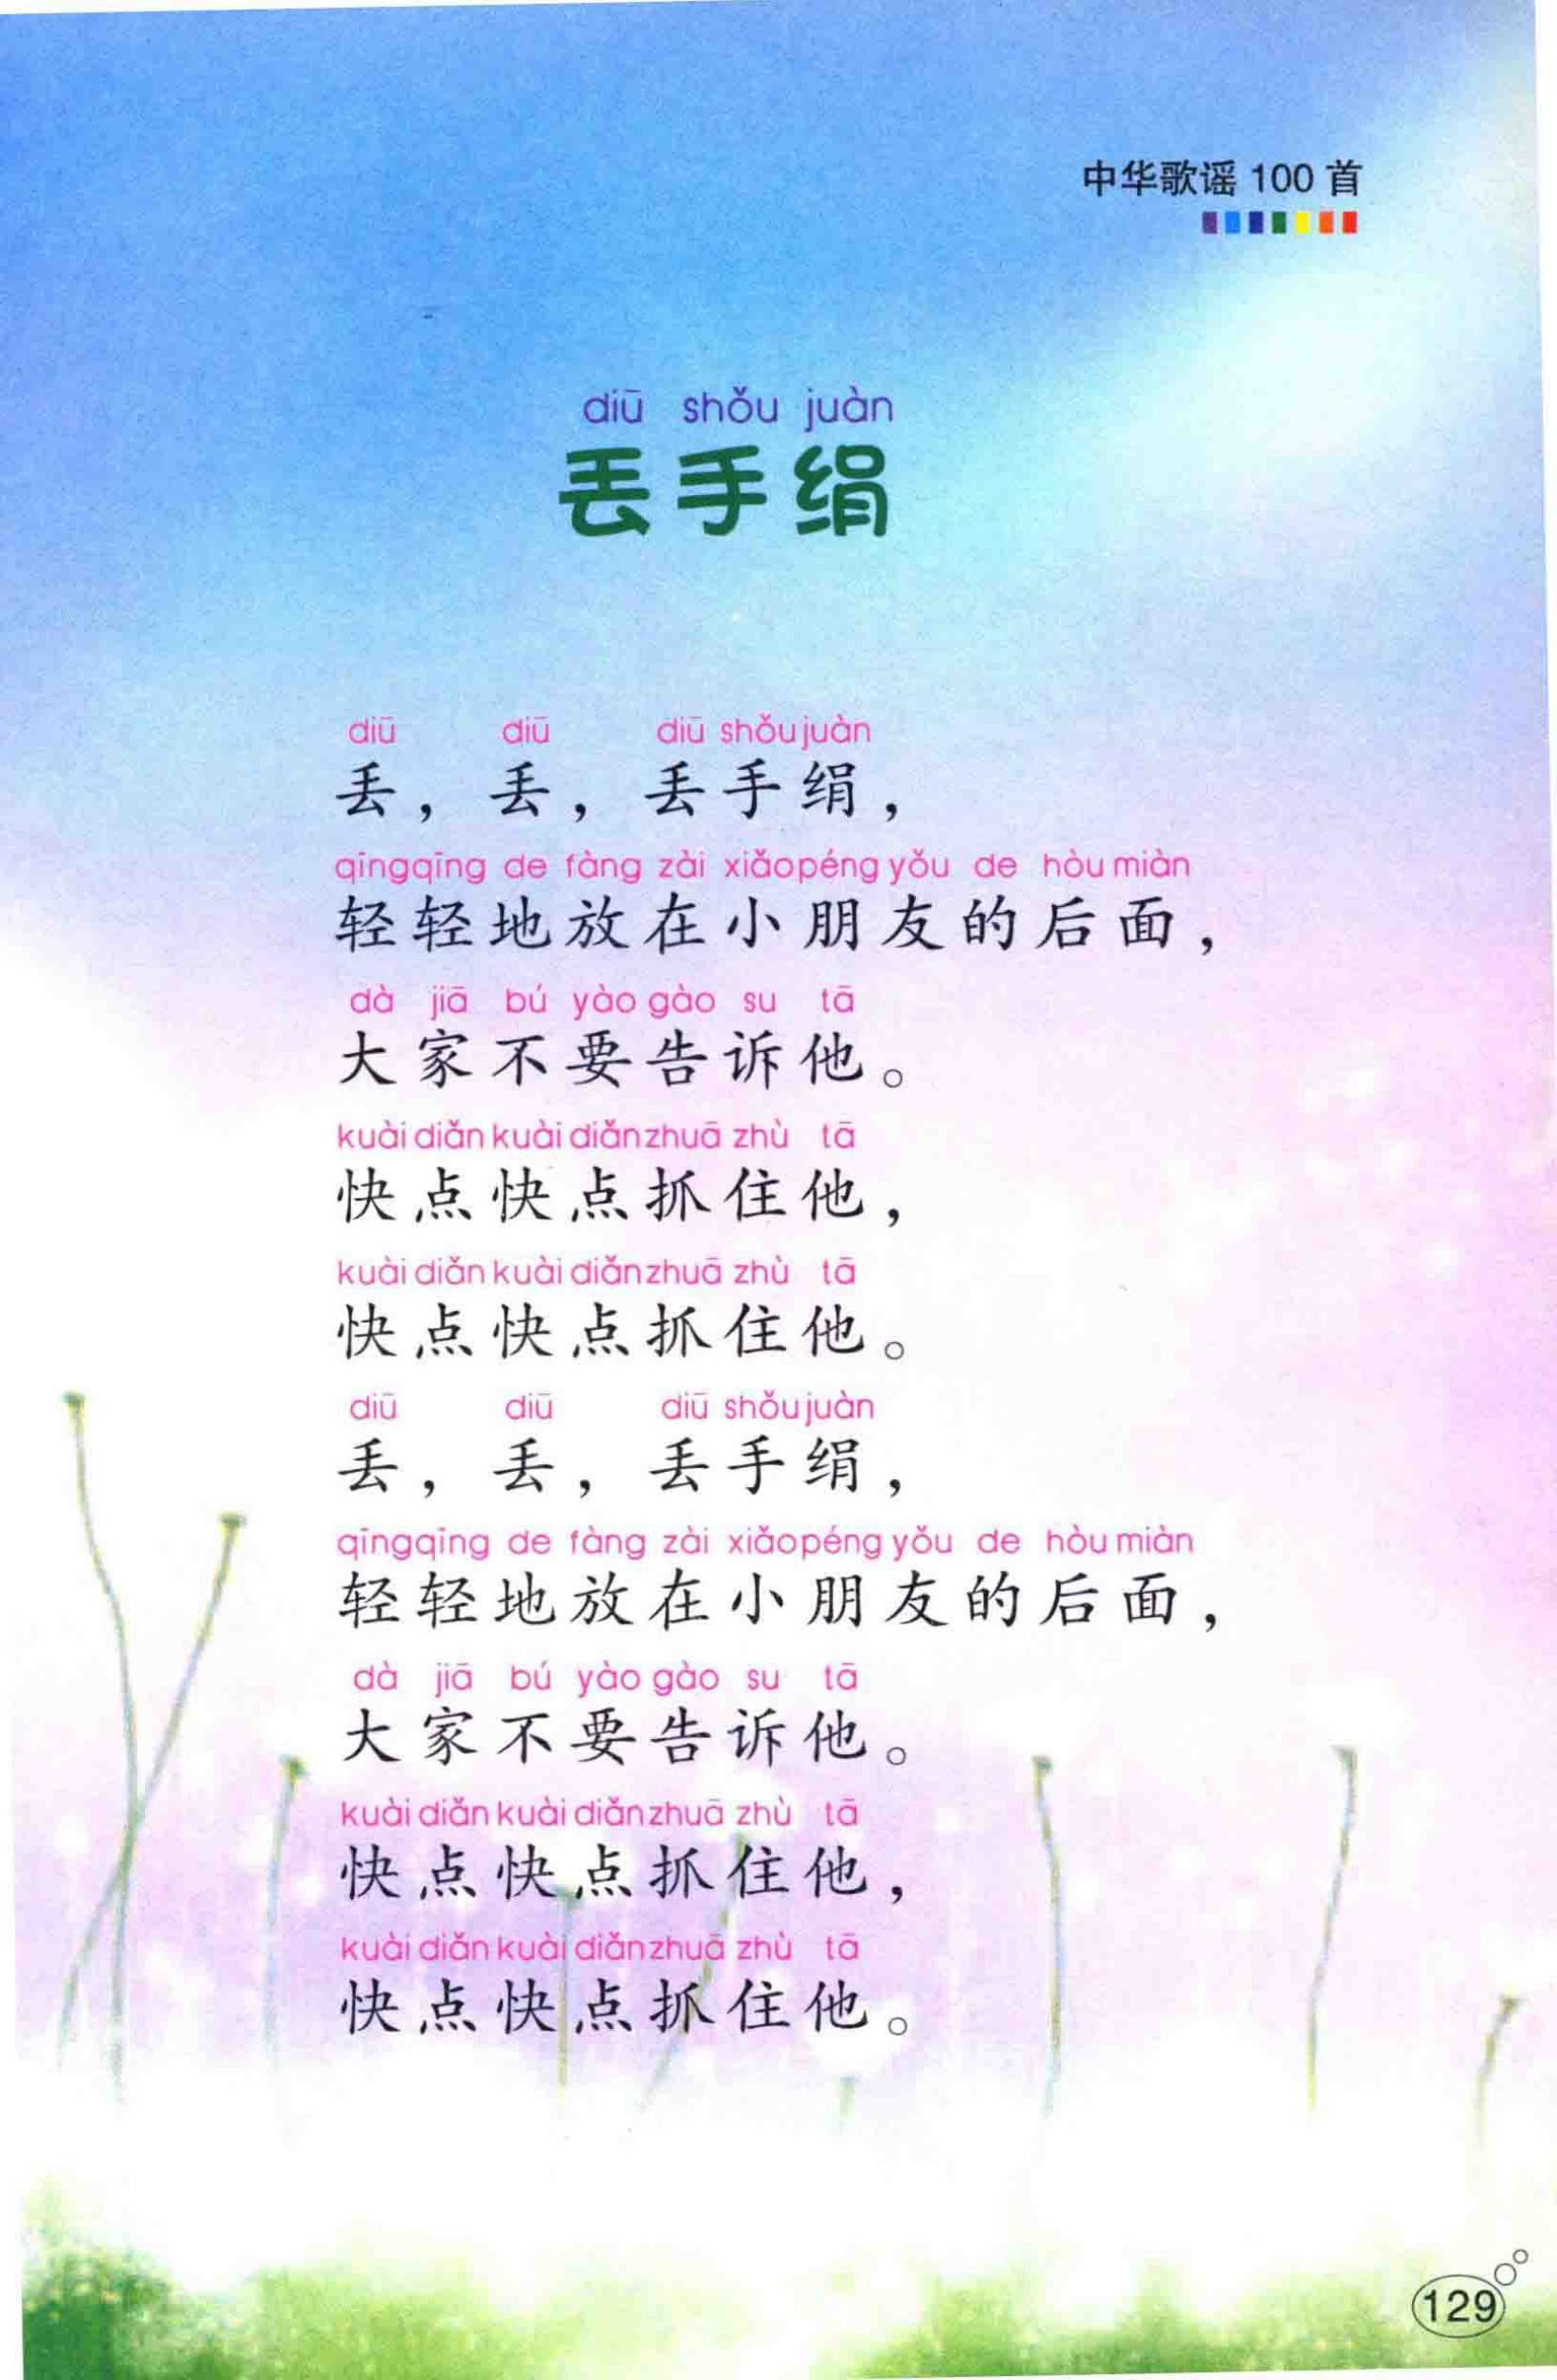 中华歌谣 100 首
diū shǒu juàn
丢手绢
diū diū diū shǒu juàn
丢，丢，丢手绢，
qīng qīng de fàng zài xiǎo péng yǒu de hòu miàn
轻轻地放在小朋友的后面，
dà jiā bú yào gào su tā
大家不要告诉他。
kuài diǎn kuài diǎn zhuā zhù tā
快点快点抓住他，
kuài diǎn kuài diǎn zhuā zhù tā
快点快点抓住他。
diū diū diū shǒu juàn
丢，丢，丢手绢，
qīng qīng de fàng zài xiǎo péng yǒu de hòu miàn
轻轻地放在小朋友的后面，
dà jiā bú yào gào su tā
大家不要告诉他。
kuài diǎn kuài diǎn zhuā zhù tā
快点快点抓住他，
kuài diǎn kuài diǎn zhuā zhù tā
快点快点抓住他。
129